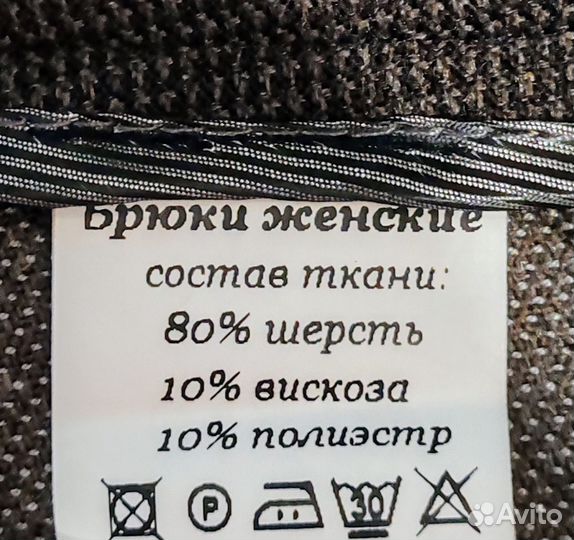 Брюки женские
состав ткани:
80% шерсть
10% вискоза
10% полиэстр
P 30
Avito